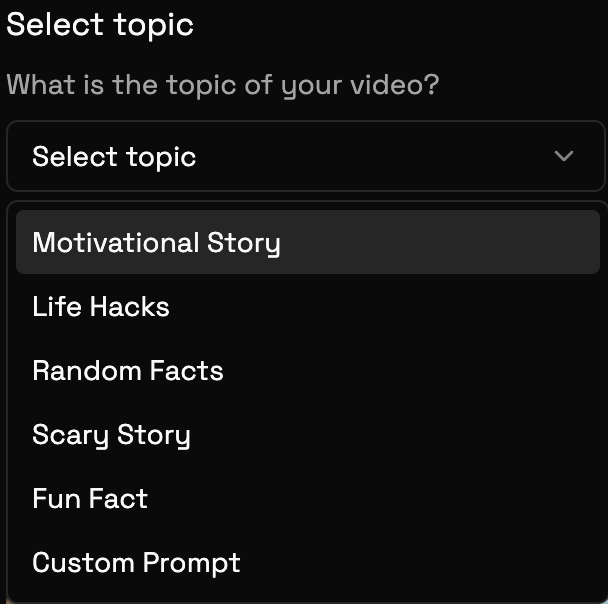 Select topic
What is the topic of your video?
Select topic
Motivational Story
Life Hacks
Random Facts
Scary Story
Fun Fact
Custom Prompt